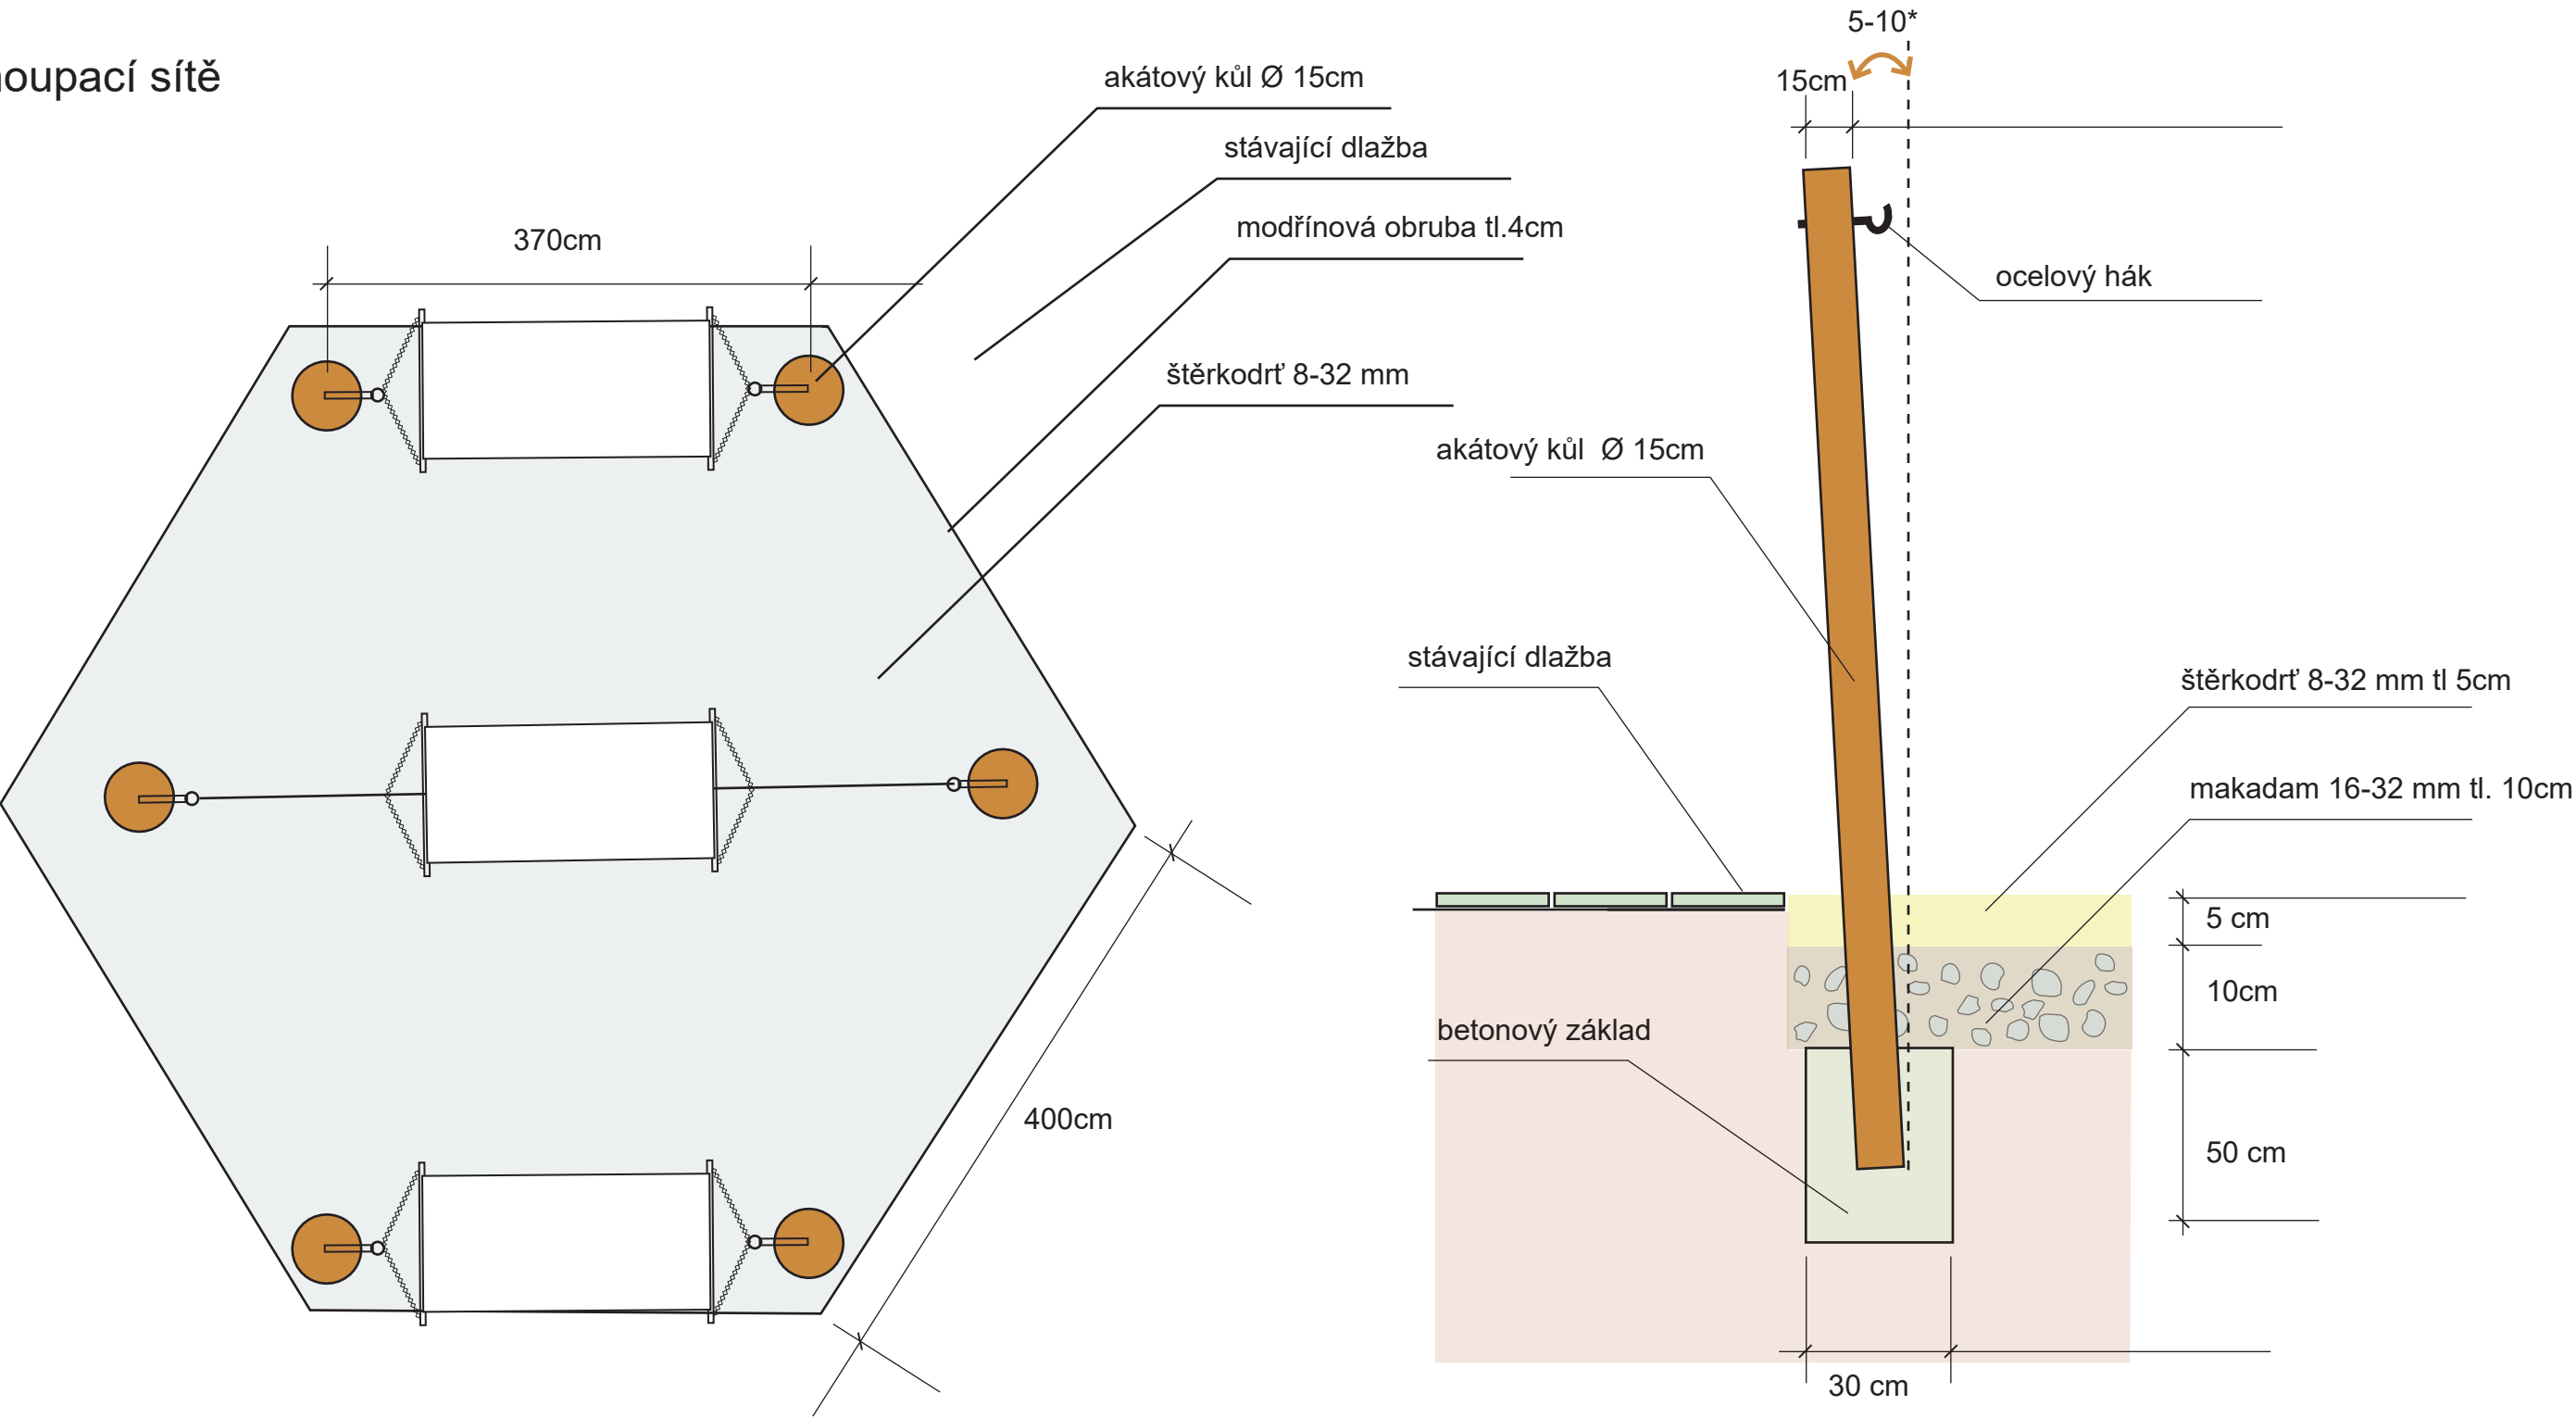 oupací sítě
akátový kůl Ø 15cm
stávající dlažba
modřínová obruba tl.4cm
štěrkodrť 8-32 mm
370cm
400cm
5-10*
15cm
ocelový hák
akátový kůl Ø 15cm
stávající dlažba
štěrkodrť 8-32 mm tl 5cm
makadam 16-32 mm tl. 10cm
betonový základ
5 cm
10cm
50 cm
30 cm